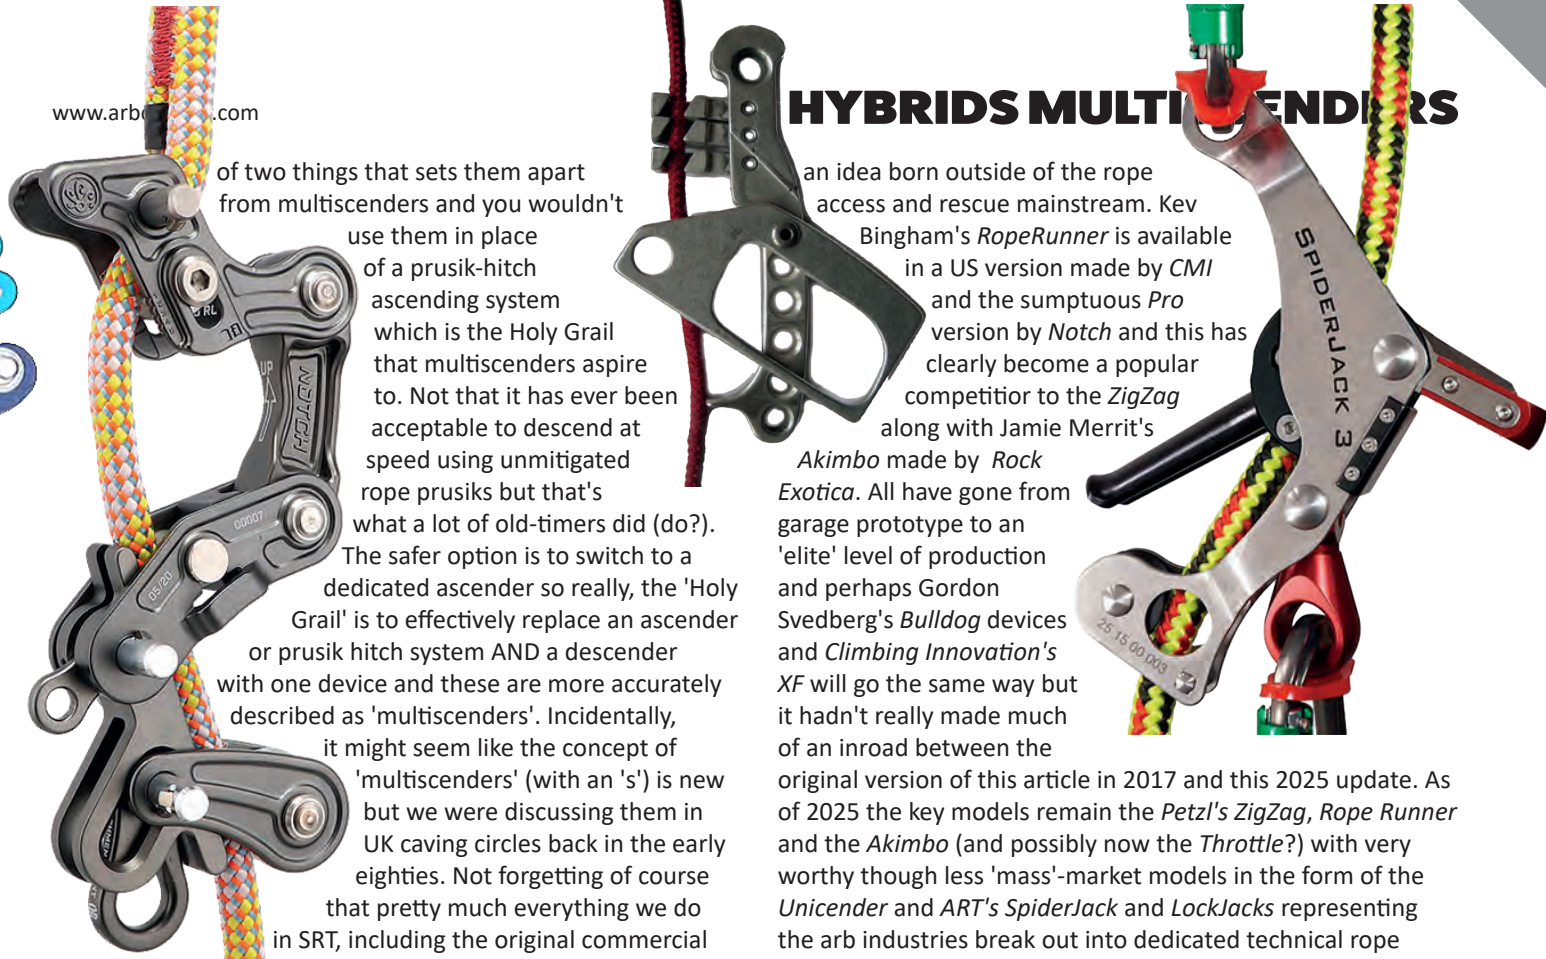 www.arbo .com
HYBRIDS MULTI ENDERS
of two things that sets them apart
from multiscenders and you wouldn't
use them in place
of a prusik-hitch
ascending system
which is the Holy Grail
that multiscenders aspire
to. Not that it has ever been
acceptable to descend at
speed using unmitigated
rope prusiks but that's
what a lot of old-timers did (do?).
The safer option is to switch to a
dedicated ascender so really, the 'Holy
Grail' is to effectively replace an ascender
or prusik hitch system AND a descender
with one device and these are more accurately
described as 'multiscenders'. Incidentally,
it might seem like the concept of
'multiscenders' (with an 's') is new
but we were discussing them in
UK caving circles back in the early
eighties. Not forgetting of course
that pretty much everything we do
in SRT, including the original commercial
an idea born outside of the rope
access and rescue mainstream. Kev
Bingham's RopeRunner is available
in a US version made by CMI
and the sumptuous Pro
version by Notch and this has
clearly become a popular
competitior to the ZigZag
along with Jamie Merrit's
Akimbo made by Rock
Exotica. All have gone from
garage prototype to an
'elite' level of production
and perhaps Gordon
Svedberg's Bulldog devices
and Climbing Innovation's
XF will go the same way but
it hadn't really made much
of an inroad between the
original version of this article in 2017 and this 2025 update. As
of 2025 the key models remain the Petzl's ZigZag, Rope Runner
and the Akimbo (and possibly now the Throttle?) with very
worthy though less 'mass'-market models in the form of the
Unicender and ART's SpiderJack and LockJacks representing
the arb industries break out into dedicated technical rope
UP
NOTCH
00007
05/20
SPIDERJACK 3
25 15 00 003